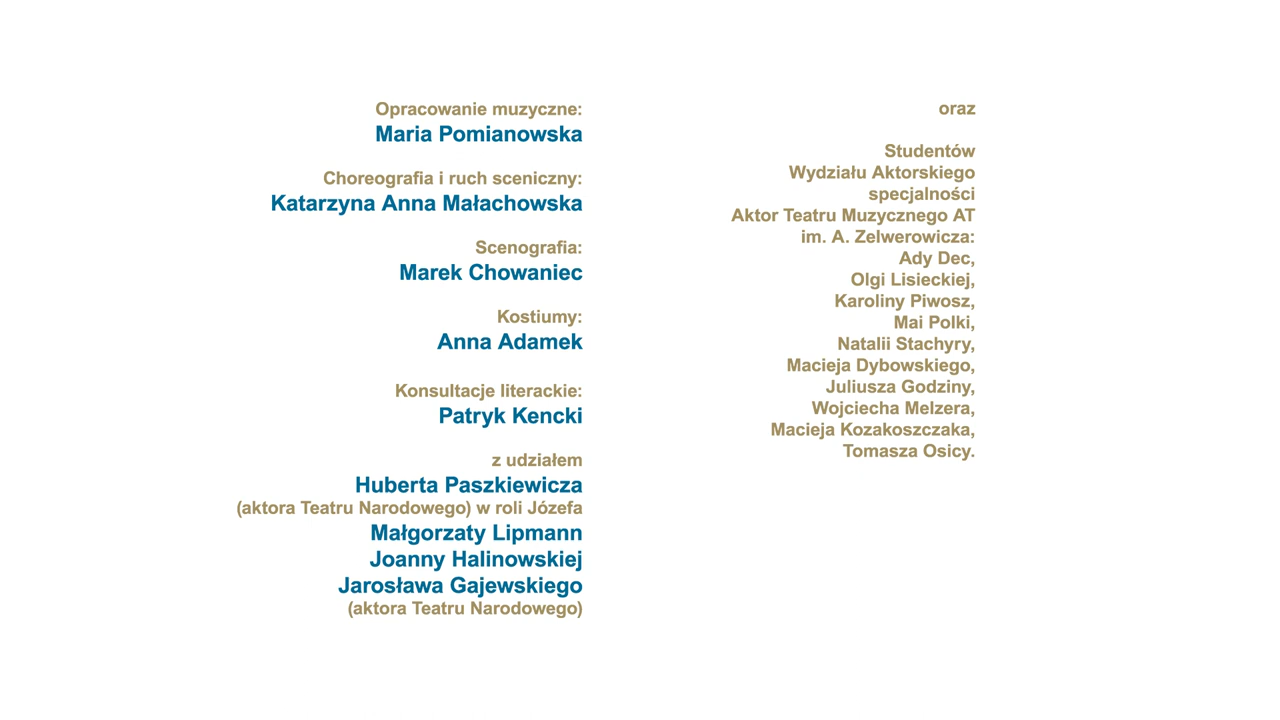 Opracowanie muzyczne:
Maria Pomianowska
Choreografia i ruch sceniczny:
Katarzyna Anna Małachowska
Scenografia:
Marek Chowaniec
Kostiumy:
Anna Adamek
Konsultacje literackie:
Patryk Kencki
z udziałem
Huberta Paszkiewicza
(aktora Teatru Narodowego) w roli Józefa
Małgorzaty Lipmann
Joanny Halinowskiej
Jarosława Gajewskiego
(aktora Teatru Narodowego)
oraz
Studentów
Wydziału Aktorskiego
specjalności
Aktor Teatru Muzycznego AT
im. A. Zelwerowicza:
Ady Dec,
Olgi Lisieckiej,
Karoliny Piwosz,
Mai Polki,
Natalii Stachyry,
Macieja Dybowskiego,
Juliusza Godziny,
Wojciecha Melzera,
Macieja Kozakoszczaka,
Tomasza Osicy.